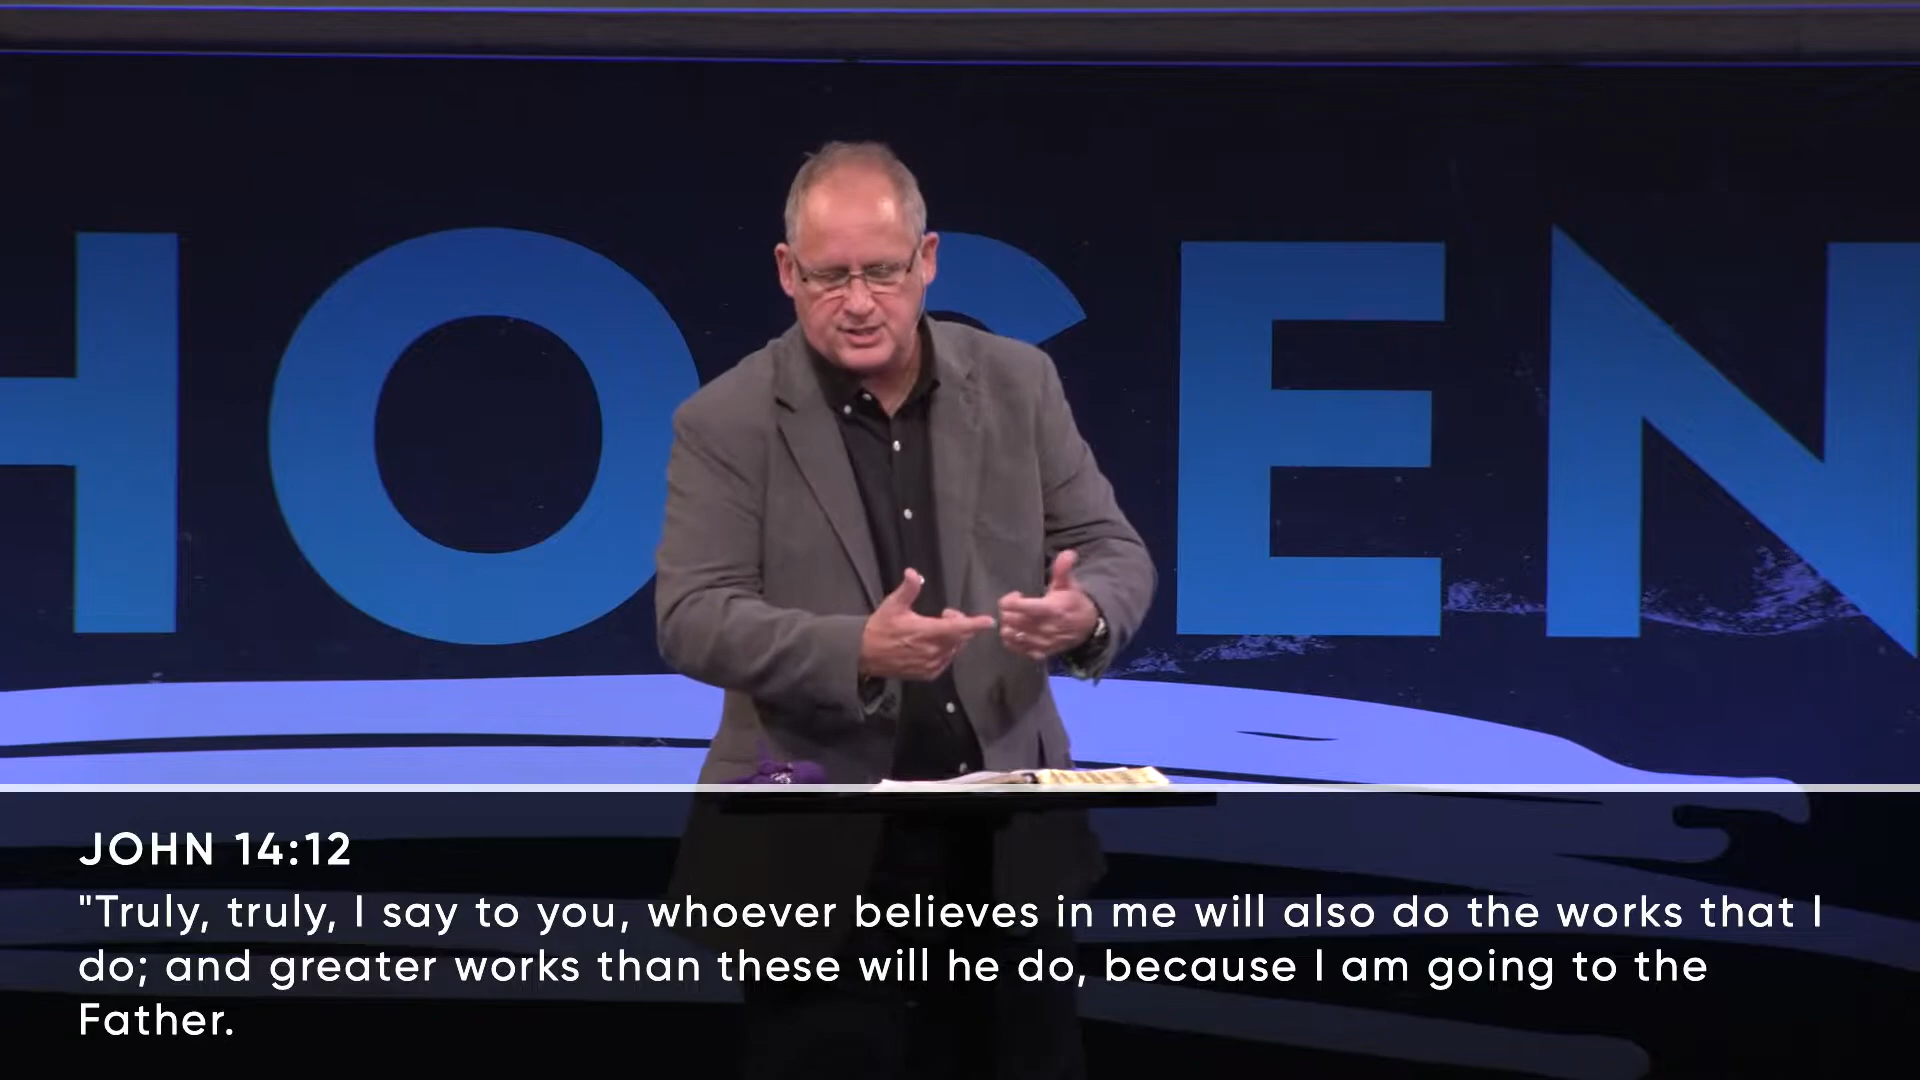 HOSEN
JOHN 14:12
"Truly, truly, I say to you, whoever believes in me will also do the works that I
do; and greater works than these will he do, because I am going to the
Father.